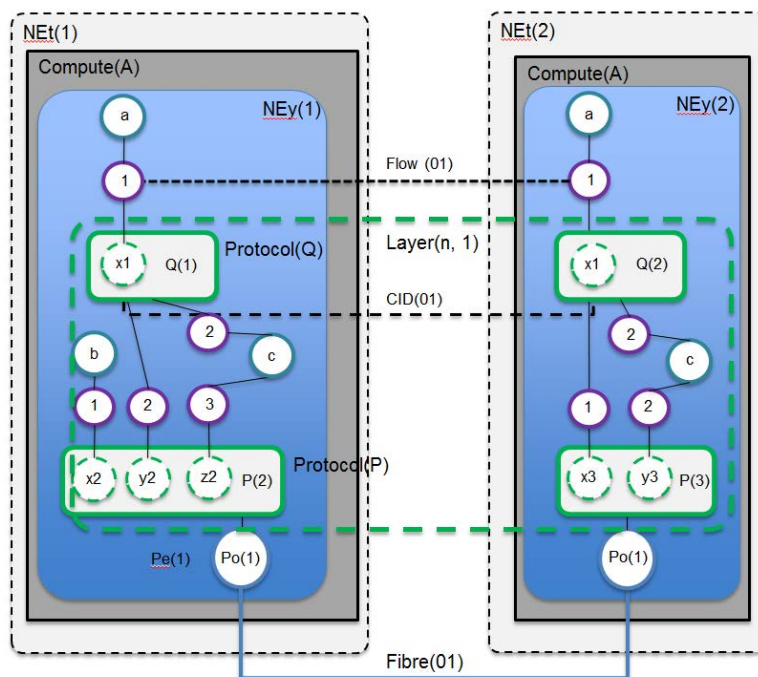 NEt(1)
NEt(2)
Compute(A)
Compute(A)
NEy(1)
NEy(2)
a
a
Flow (01)
1
1
Protocol(Q)
Layer(n, 1)
x1
Q(1)
x1
Q(2)
CID(01)
2
2
b
c
c
1
2
3
1
2
Protocol(P)
x2
y2
z2
P(2)
x3
y3
P(3)
Pe(1)
Po(1)
Po(1)
Fibre(01)